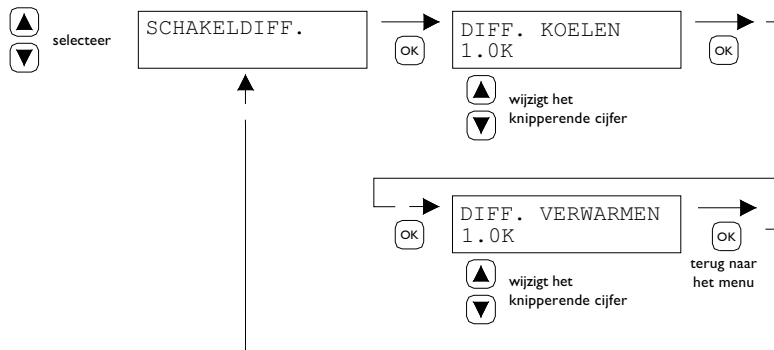 selecteer
SCHAKELDIFF.
OK
DIFF. KOELEN
1.0K
OK
wijzigt het
knipperende cijfer
OK
DIFF. VERWARMEN
1.0K
OK
terug naar
het menu
wijzigt het
knipperende cijfer